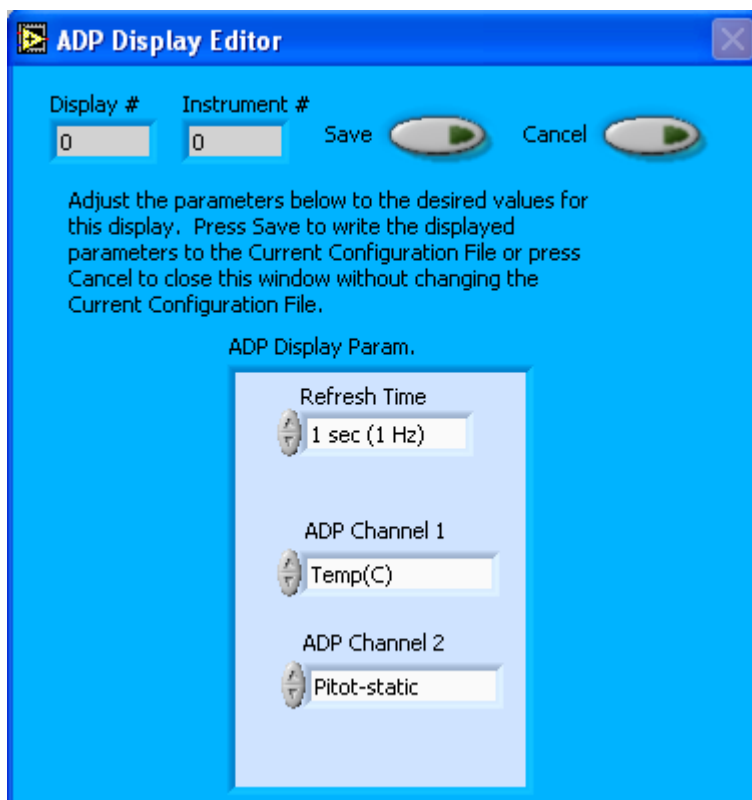 ADP Display Editor
Display # Instrument #
0 0 Save Cancel
Adjust the parameters below to the desired values for
this display. Press Save to write the displayed
parameters to the Current Configuration File or press
Cancel to close this window without changing the
Current Configuration File.
ADP Display Param.
Refresh Time
1 sec (1 Hz)
ADP Channel 1
Temp(C)
ADP Channel 2
Pitot-static